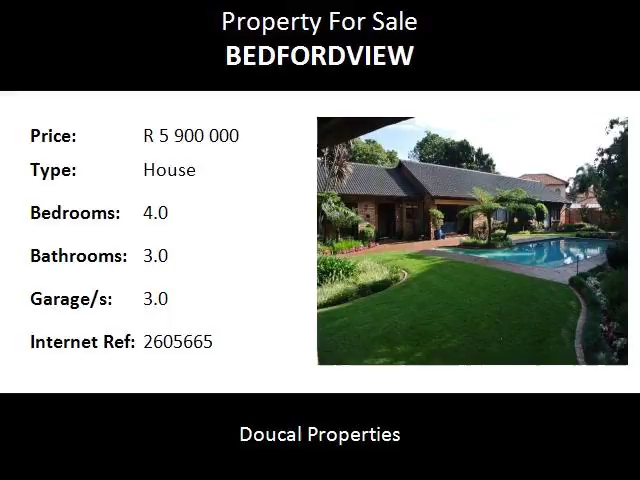 Property For Sale
BEDFORDVIEW
Price: R 5 900 000
Type: House
Bedrooms: 4.0
Bathrooms: 3.0
Garage/s: 3.0
Internet Ref: 2605665
Doucal Properties